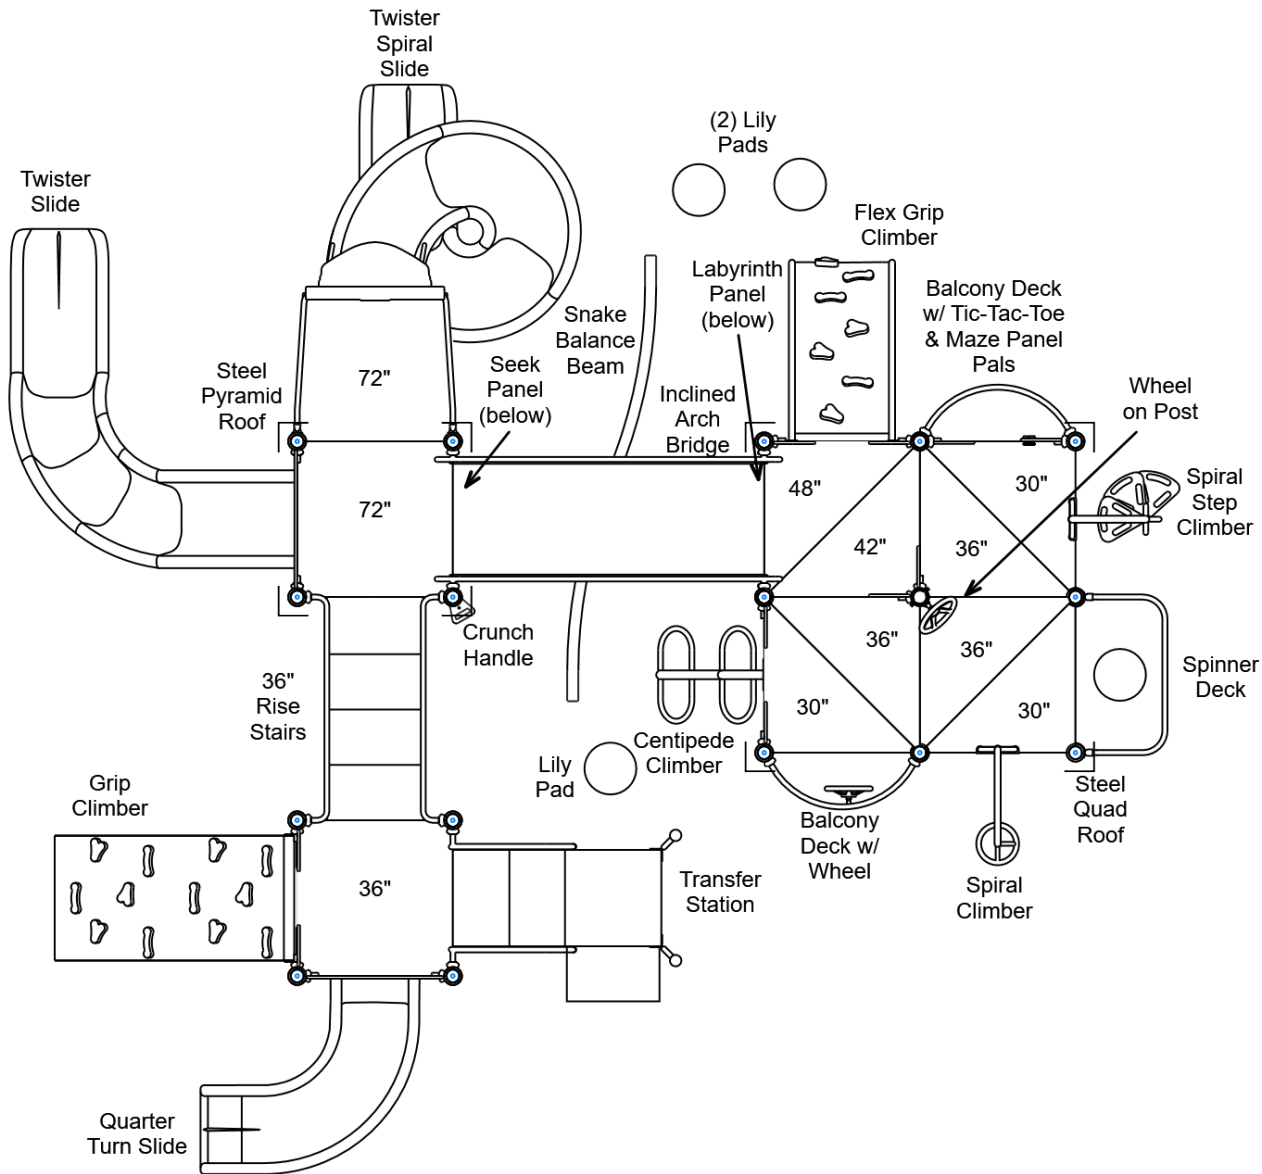 Twister
Spiral
Slide
(2) Lily
Pads
Twister
Slide
Flex Grip
Climber
Labyrinth
Panel
(below)
Balcony Deck
w/ Tic-Tac-Toe
& Maze Panel
Pals
Snake
Balance
Beam
Steel
Pyramid
Roof
72"
Seek
Panel
(below)
Inclined
Arch
Bridge
Wheel
on Post
72"
48"
30"
Spiral
Step
Climber
42"
36"
Crunch
Handle
36"
36"
Spinner
Deck
36"
Rise
Stairs
30"
30"
Centipede
Climber
Lily
Pad
Grip
Climber
Balcony
Deck w/
Wheel
Steel
Quad
Roof
36"
Transfer
Station
Spiral
Climber
Quarter
Turn Slide